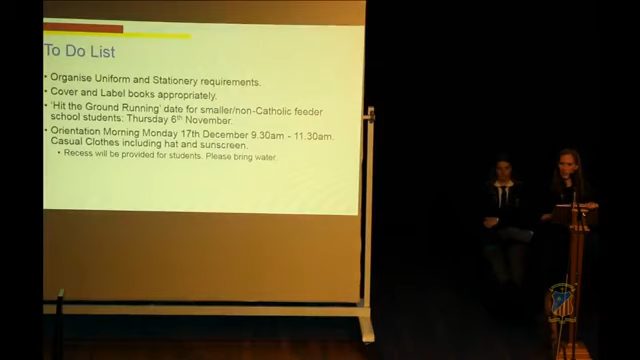 To Do List
• Organise Uniform and Stationery requirements.
• Cover and Label books appropriately.
• 'Hit the Ground Running' date for smaller/non-Catholic feeder
school students: Thursday 6th November.
• Orientation Morning Monday 17th December 9.30am - 11.30am.
Casual Clothes including hat and sunscreen.
• Recess will be provided for students. Please bring water.